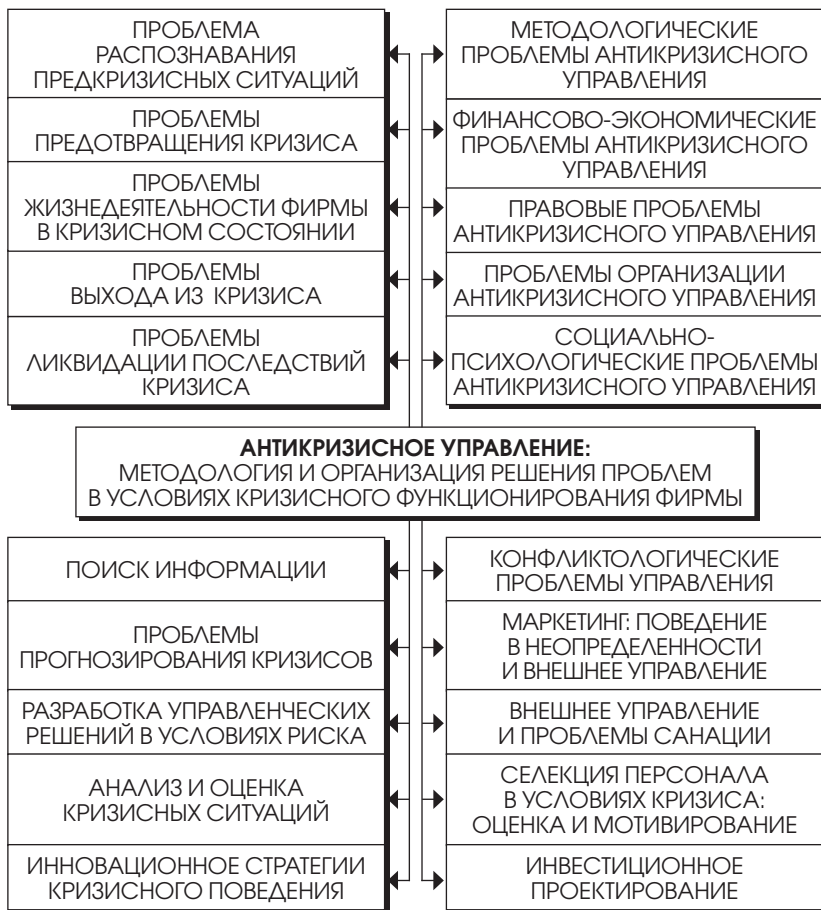 ПРОБЛЕМА
РАСПОЗНАВАНИЯ
ПРЕДКРИЗИСНЫХ СИТУАЦИЙ
ПРОБЛЕМЫ
ПРЕДОТВРАЩЕНИЯ КРИЗИСА
ПРОБЛЕМЫ
ЖИЗНЕДЕЯТЕЛЬНОСТИ ФИРМЫ
В КРИЗИСНОМ СОСТОЯНИИ
ПРОБЛЕМЫ
ВЫХОДА ИЗ КРИЗИСА
ПРОБЛЕМЫ
ЛИКВИДАЦИИ ПОСЛЕДСТВИЙ
КРИЗИСА
МЕТОДОЛОГИЧЕСКИЕ
ПРОБЛЕМЫ АНТИКРИЗИСНОГО
УПРАВЛЕНИЯ
ФИНАНСОВО-ЭКОНОМИЧЕСКИЕ
ПРОБЛЕМЫ АНТИКРИЗИСНОГО
УПРАВЛЕНИЯ
ПРАВОВЫЕ ПРОБЛЕМЫ
АНТИКРИЗИСНОГО УПРАВЛЕНИЯ
ПРОБЛЕМЫ ОРГАНИЗАЦИИ
АНТИКРИЗИСНОГО УПРАВЛЕНИЯ
СОЦИАЛЬНО-
ПСИХОЛОГИЧЕСКИЕ ПРОБЛЕМЫ
АНТИКРИЗИСНОГО УПРАВЛЕНИЯ
АНТИКРИЗИСНОЕ УПРАВЛЕНИЕ:
МЕТОДОЛОГИЯ И ОРГАНИЗАЦИЯ РЕШЕНИЯ ПРОБЛЕМ
В УСЛОВИЯХ КРИЗИСНОГО ФУНКЦИОНИРОВАНИЯ ФИРМЫ
ПОИСК ИНФОРМАЦИИ
ПРОБЛЕМЫ
ПРОГНОЗИРОВАНИЯ КРИЗИСОВ
РАЗРАБОТКА УПРАВЛЕНЧЕСКИХ
РЕШЕНИЙ В УСЛОВИЯХ РИСКА
АНАЛИЗ И ОЦЕНКА
КРИЗИСНЫХ СИТУАЦИЙ
ИННОВАЦИОННОЕ СТРАТЕГИИ
КРИЗИСНОГО ПОВЕДЕНИЯ
КОНФЛИКТОЛОГИЧЕСКИЕ
ПРОБЛЕМЫ УПРАВЛЕНИЯ
МАРКЕТИНГ: ПОВЕДЕНИЕ
В НЕОПРЕДЕЛЕННОСТИ
И ВНЕШНЕЕ УПРАВЛЕНИЕ
ВНЕШНЕЕ УПРАВЛЕНИЕ
И ПРОБЛЕМЫ САНАЦИИ
СЕЛЕКЦИЯ ПЕРСОНАЛА
В УСЛОВИЯХ КРИЗИСА:
ОЦЕНКА И МОТИВИРОВАНИЕ
ИНВЕСТИЦИОННОЕ
ПРОЕКТИРОВАНИЕ